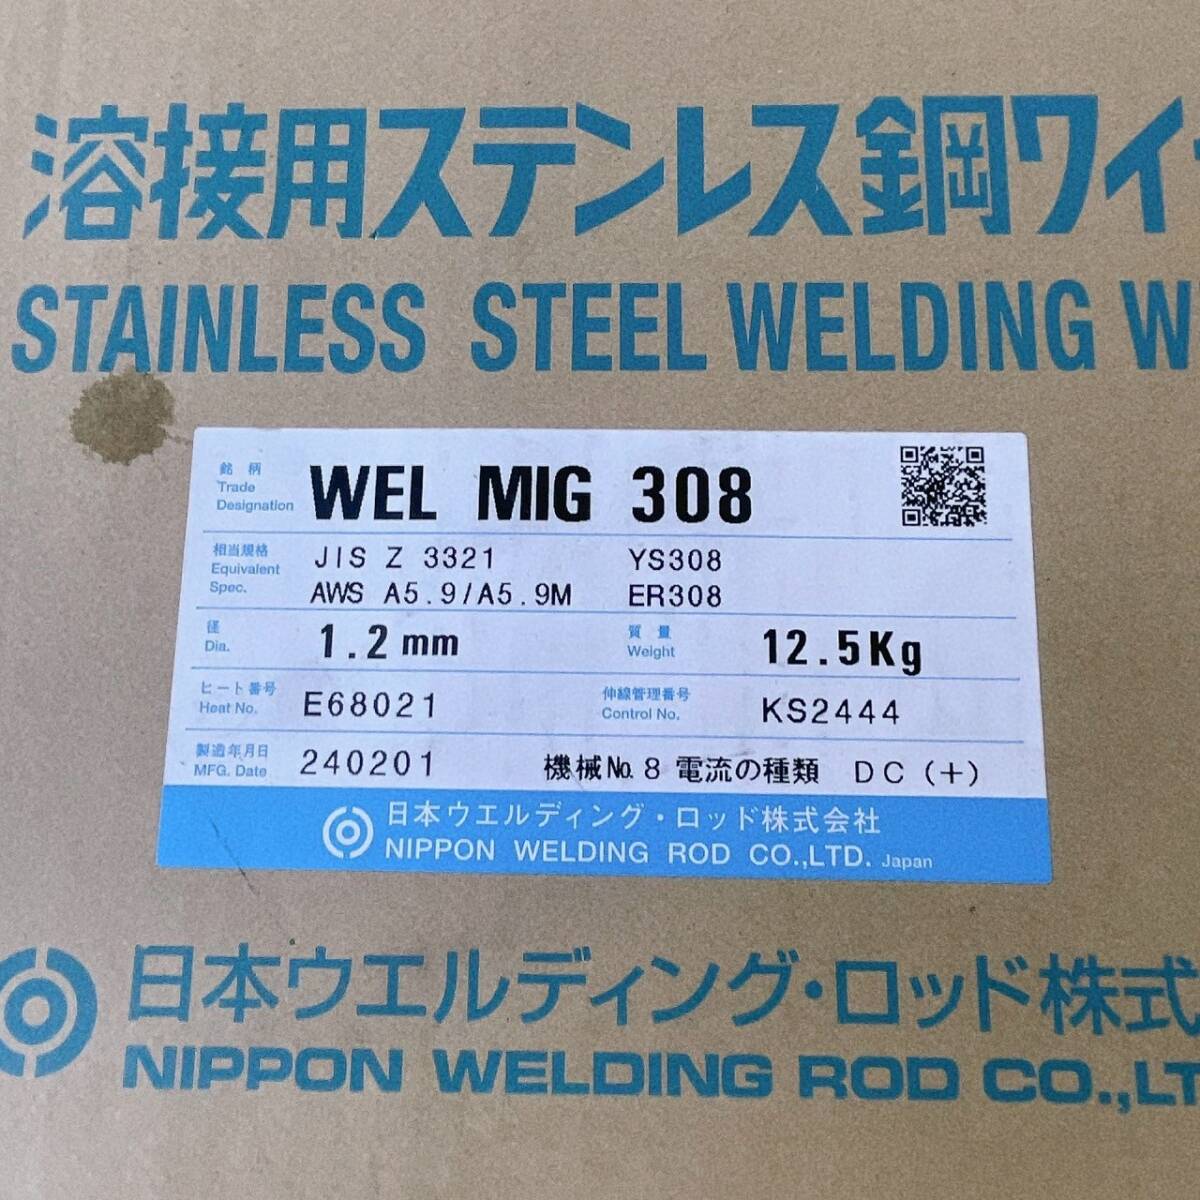 溶接用ステンレス鋼ワイ
STAINLESS STEEL WELDING W
銘柄 Trade Designation WEL MIG 308
相当規格 Equivalent Spec. JIS Z 3321 YS308
AWS A5.9/A5.9M ER308
径 Dia. 1.2mm 質量 Weight 12.5Kg
ヒート番号 Heat No. E68021 伸線管理番号 Control No. KS2444
製造年月日 MFG. Date 240201 機械No.8 電流の種類 DC(+)
日本ウエルディング・ロッド株式会社
NIPPON WELDING ROD CO.,LTD. Japan
日本ウエルディング・ロッド株式
NIPPON WELDING ROD CO.,LT